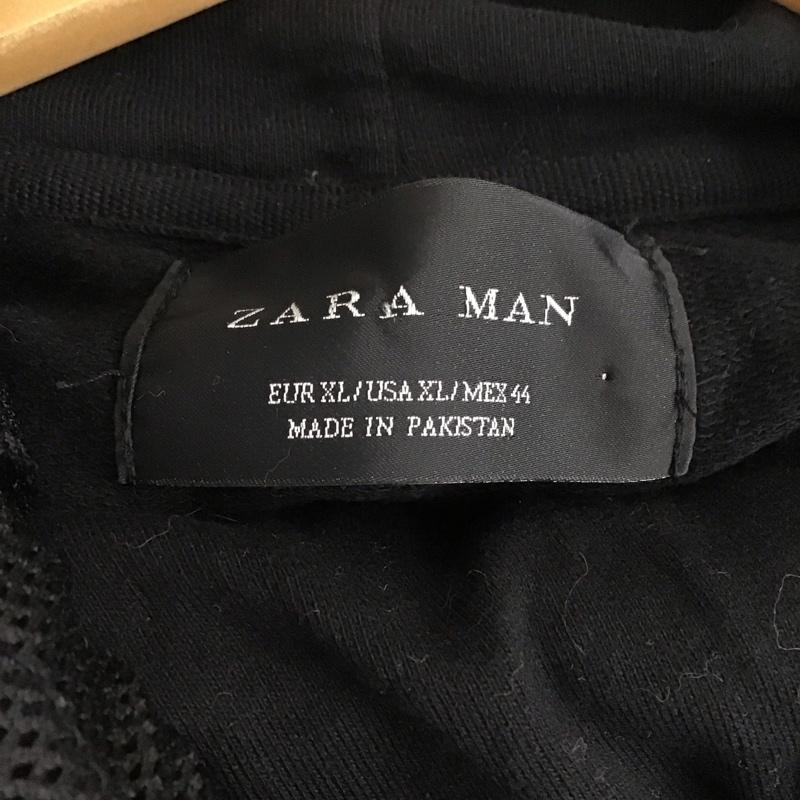 ZARA MAN
EUR XL/USA XL/MEX 44
MADE IN PAKISTAN